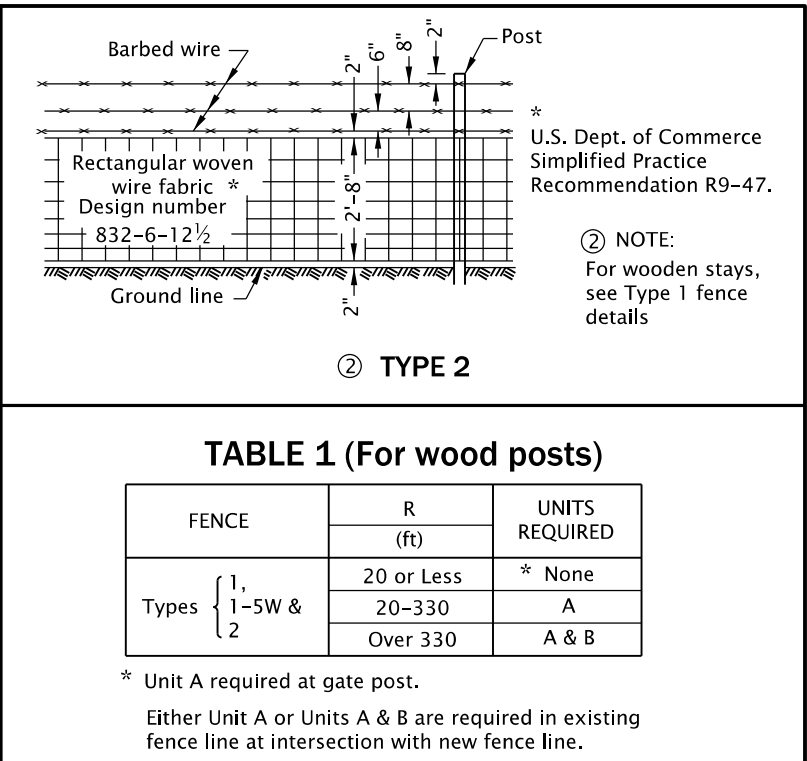 Barbed wire
2"
6"
8"
2"
Post
Rectangular woven
wire fabric *
Design number
832-6-12½
2'-8"
*
U.S. Dept. of Commerce
Simplified Practice
Recommendation R9-47.
② NOTE:
For wooden stays,
see Type 1 fence
details
Ground line
2"
② TYPE 2
TABLE 1 (For wood posts)
FENCE
R
(ft)
UNITS
REQUIRED
Types { 1,
1-5W &
2
20 or Less
* None
20-330
A
Over 330
A & B
* Unit A required at gate post.
Either Unit A or Units A & B are required in existing
fence line at intersection with new fence line.